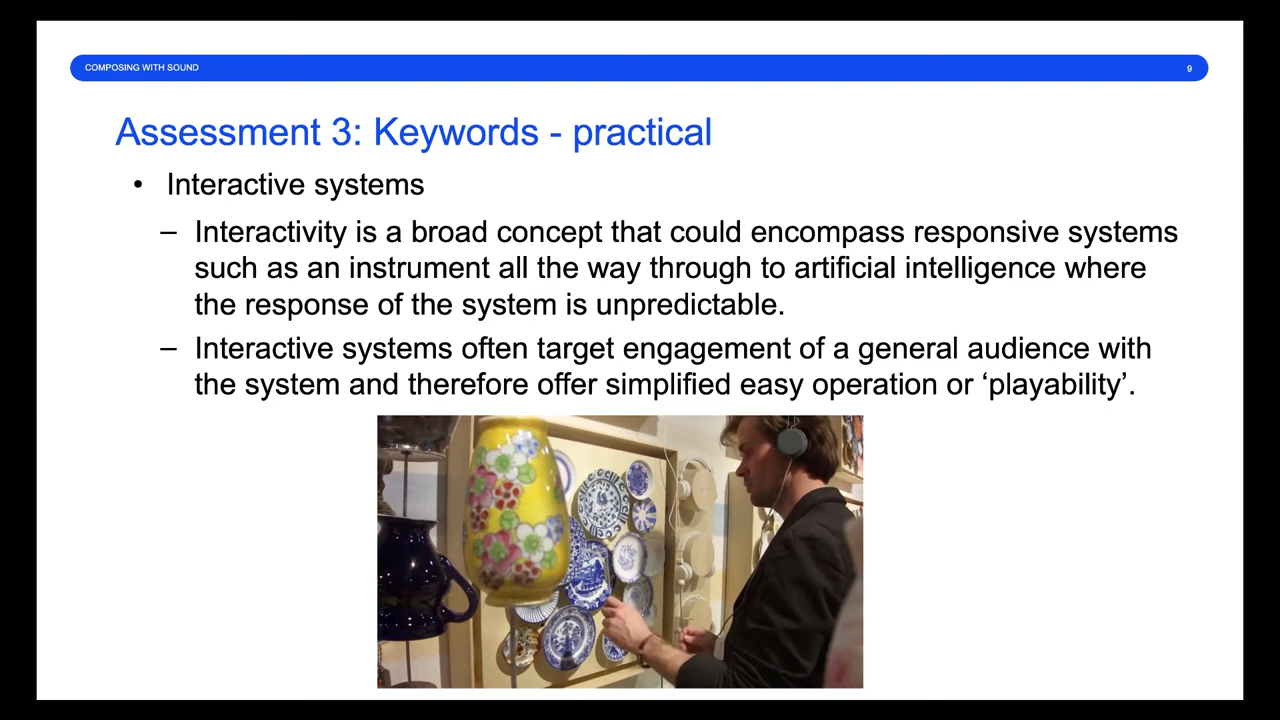 COMPOSING WITH SOUND
9
Assessment 3: Keywords - practical
• Interactive systems
– Interactivity is a broad concept that could encompass responsive systems
such as an instrument all the way through to artificial intelligence where
the response of the system is unpredictable.
– Interactive systems often target engagement of a general audience with
the system and therefore offer simplified easy operation or ‘playability’.